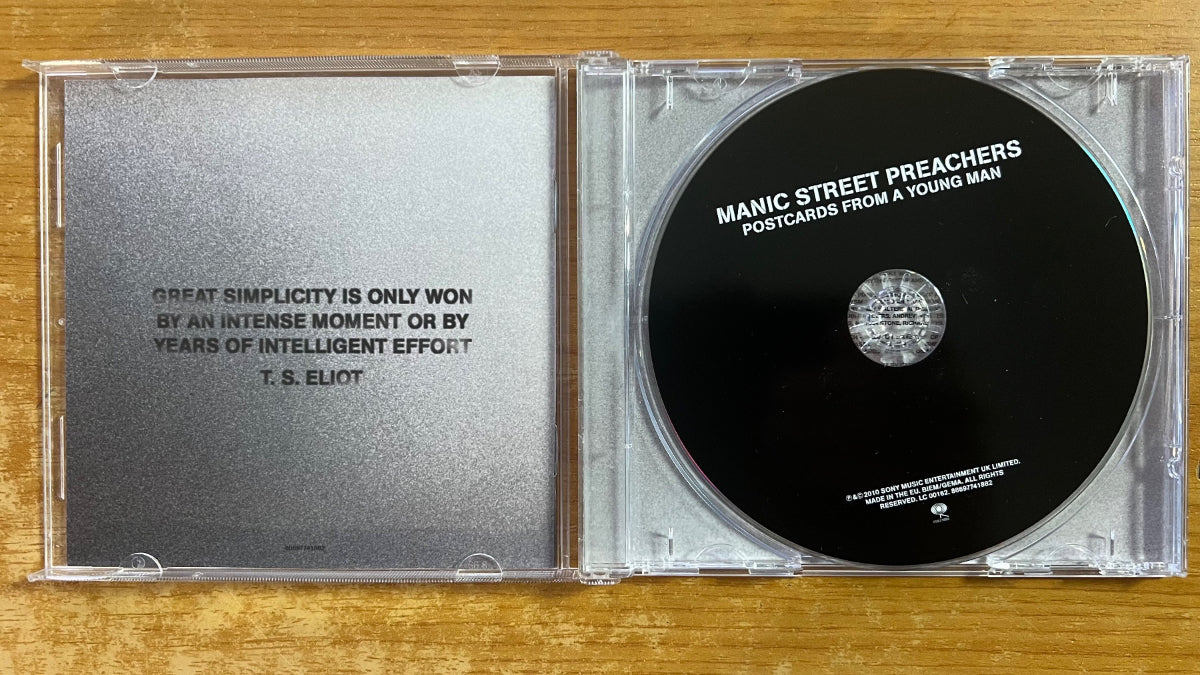 GREAT SIMPLICITY IS ONLY WON
BY AN INTENSE MOMENT OR BY
YEARS OF INTELLIGENT EFFORT
T. S. ELIOT
88697741882
MANIC STREET PREACHERS
POSTCARDS FROM A YOUNG MAN
℗&© 2010 SONY MUSIC ENTERTAINMENT UK LIMITED.
MADE IN THE EU. BIEM/GEMA. ALL RIGHTS
RESERVED. LC 00162. 88697741882